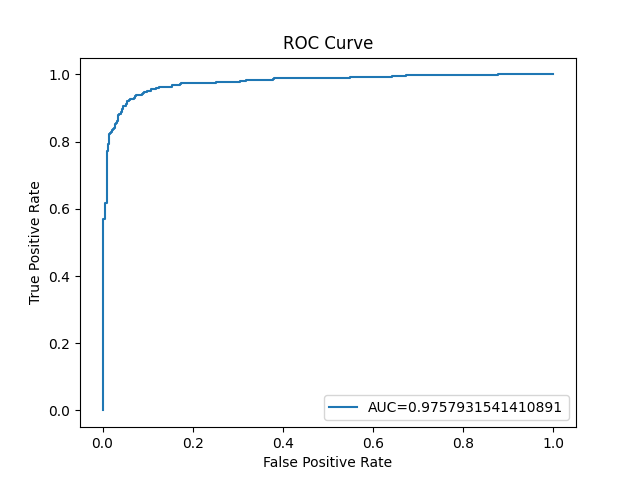 ROC Curve
1.0
0.8
0.6
0.4
0.2
0.0
True Positive Rate
AUC=0.9757931541410891
0.0 0.2 0.4 0.6 0.8 1.0
False Positive Rate